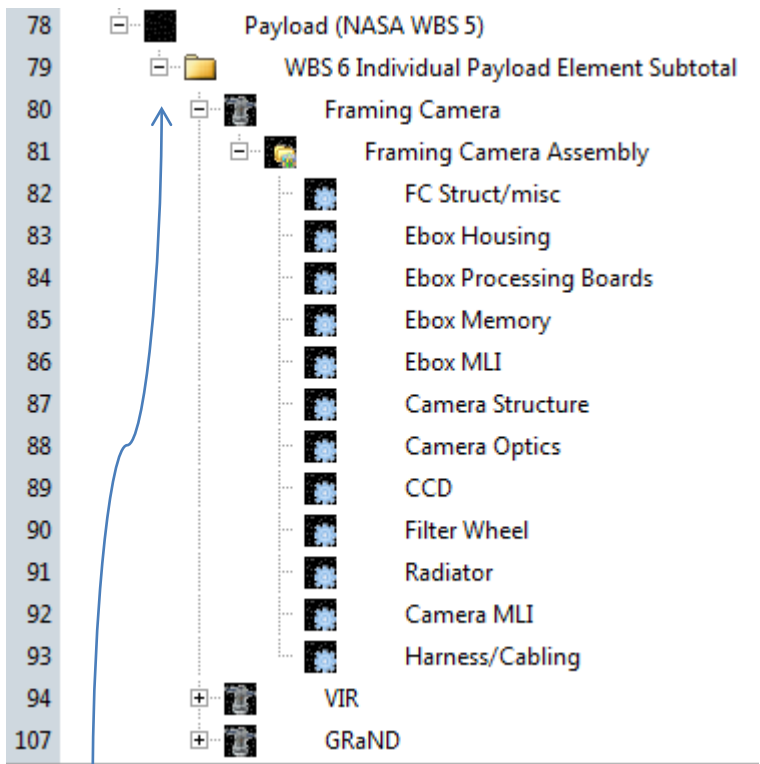 78 Payload (NASA WBS 5)
79 WBS 6 Individual Payload Element Subtotal
80 Framing Camera
81 Framing Camera Assembly
82 FC Struct/misc
83 Ebox Housing
84 Ebox Processing Boards
85 Ebox Memory
86 Ebox MLI
87 Camera Structure
88 Camera Optics
89 CCD
90 Filter Wheel
91 Radiator
92 Camera MLI
93 Harness/Cabling
94 VIR
107 GRaND